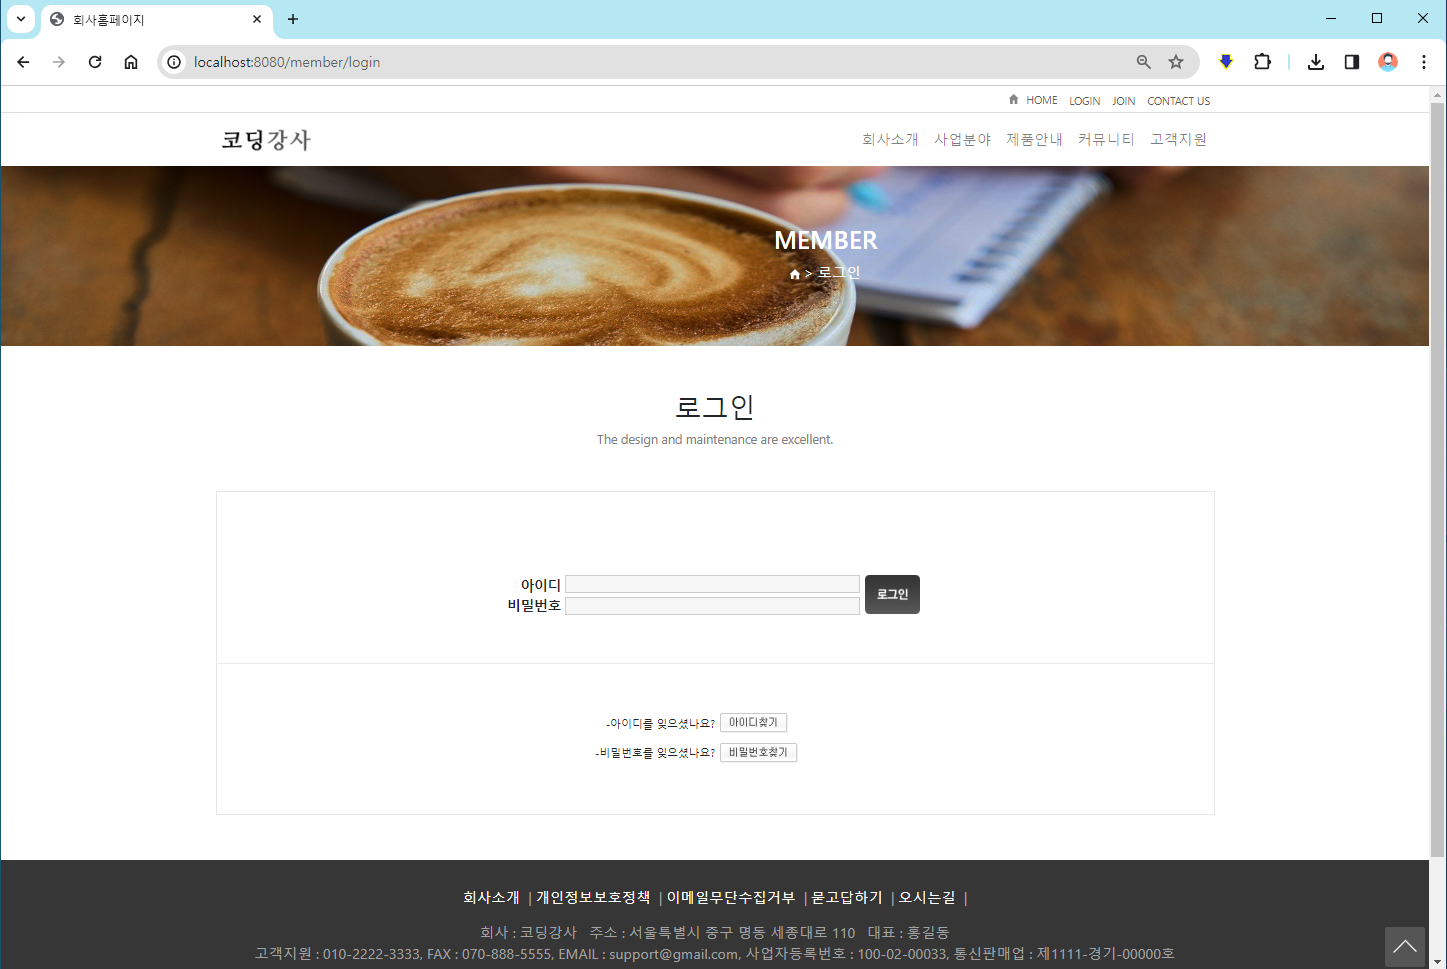 회사홈페이지
localhost:8080/member/login
HOME LOGIN JOIN CONTACT US
코딩강사
회사소개 사업분야 제품안내 커뮤니티 고객지원
MEMBER
> 로그인
로그인
The design and maintenance are excellent.
아이디
비밀번호
로그인
-아이디를 잊으셨나요? 아이디찾기
-비밀번호를 잊으셨나요? 비밀번호찾기
회사소개 | 개인정보보호정책 | 이메일무단수집거부 | 묻고답하기 | 오시는길 |
회사 : 코딩강사 주소 : 서울특별시 중구 명동 세종대로 110 대표 : 홍길동
고객지원 : 010-2222-3333, FAX : 070-888-5555, EMAIL : support@gmail.com, 사업자등록번호 : 100-02-00033, 통신판매업 : 제1111-경기-00000호